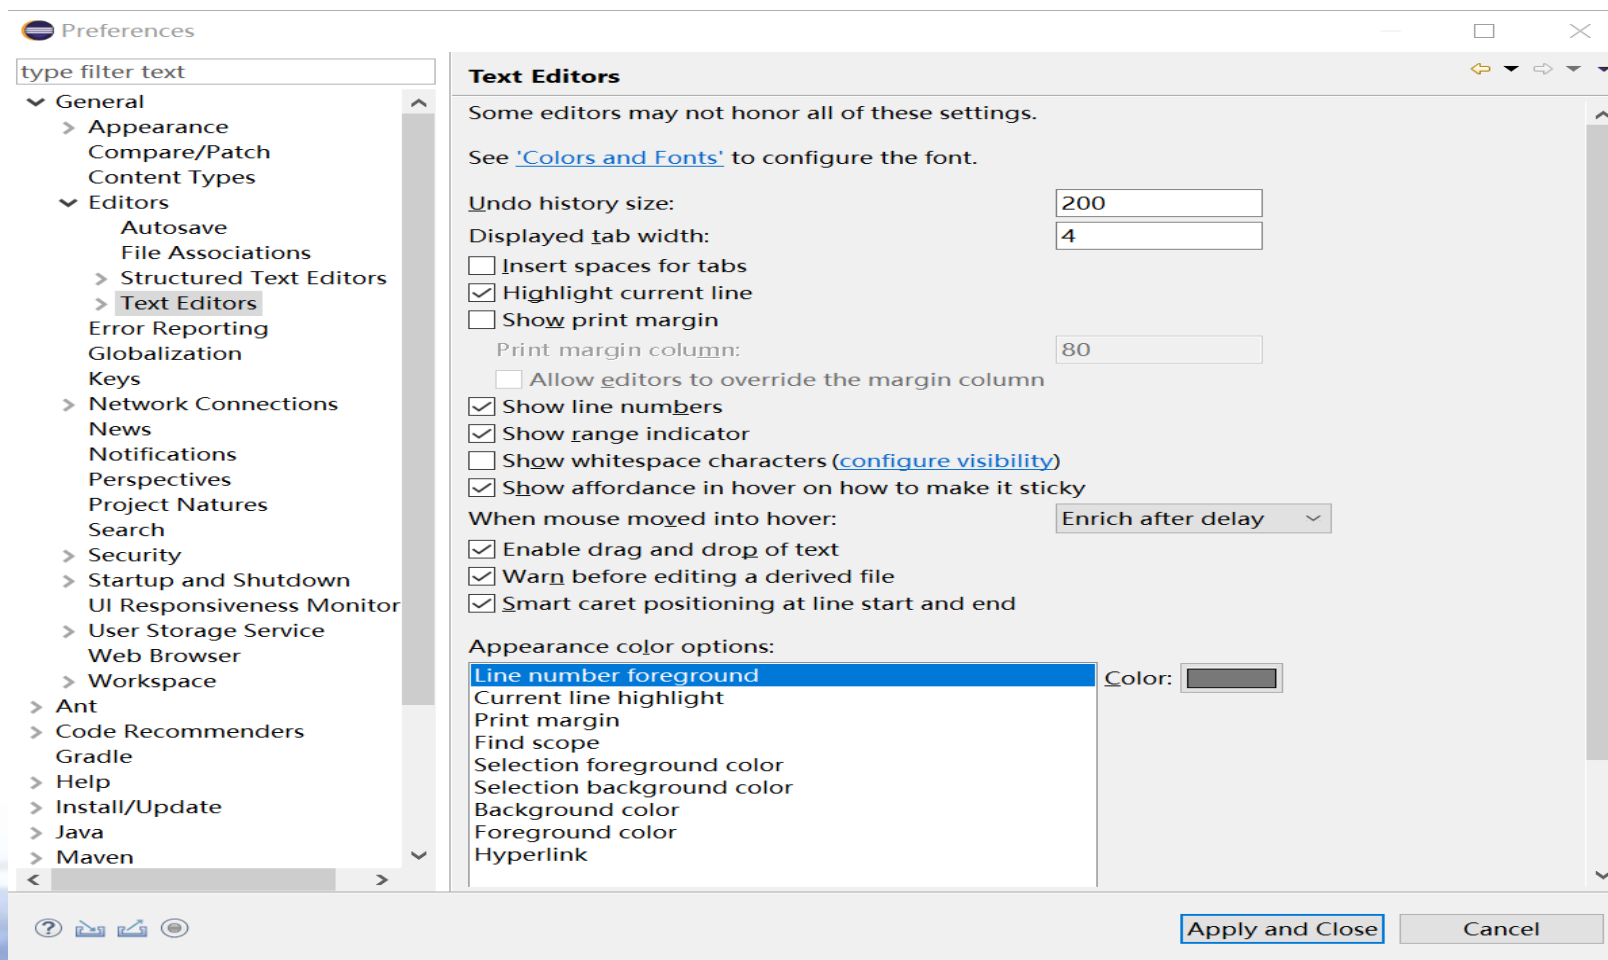 Preferences
type filter text
General
Appearance
Compare/Patch
Content Types
Editors
Autosave
File Associations
Structured Text Editors
Text Editors
Error Reporting
Globalization
Keys
Network Connections
News
Notifications
Perspectives
Project Natures
Search
Security
Startup and Shutdown
UI Responsiveness Monitor
User Storage Service
Web Browser
Workspace
Ant
Code Recommenders
Gradle
Help
Install/Update
Java
Maven
Text Editors
Some editors may not honor all of these settings.
See 'Colors and Fonts' to configure the font.
Undo history size: 200
Displayed tab width: 4
Insert spaces for tabs
Highlight current line
Show print margin
Print margin column: 80
Allow editors to override the margin column
Show line numbers
Show range indicator
Show whitespace characters (configure visibility)
Show affordance in hover on how to make it sticky
When mouse moved into hover: Enrich after delay
Enable drag and drop of text
Warn before editing a derived file
Smart caret positioning at line start and end
Appearance color options:
Line number foreground
Current line highlight
Print margin
Find scope
Selection foreground color
Selection background color
Background color
Foreground color
Hyperlink
Color:
Apply and Close
Cancel